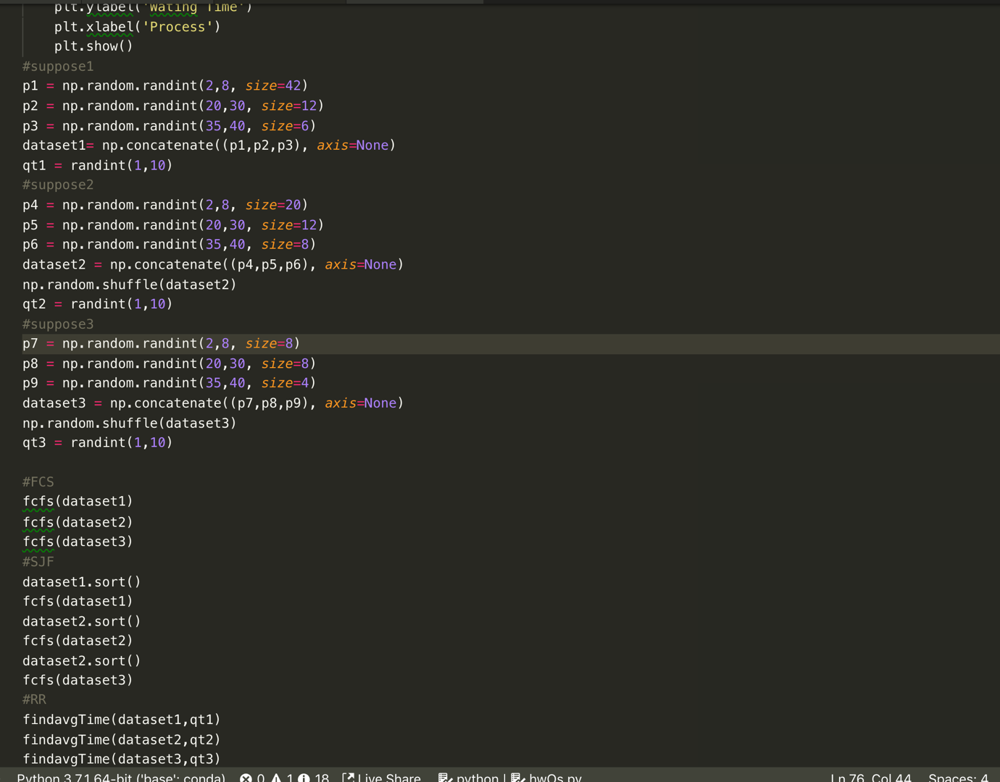 plt.ylabel('Wating Time')
plt.xlabel('Process')
plt.show()
#suppose1
p1 = np.random.randint(2,8, size=42)
p2 = np.random.randint(20,30, size=12)
p3 = np.random.randint(35,40, size=6)
dataset1= np.concatenate((p1,p2,p3), axis=None)
qt1 = randint(1,10)
#suppose2
p4 = np.random.randint(2,8, size=20)
p5 = np.random.randint(20,30, size=12)
p6 = np.random.randint(35,40, size=8)
dataset2 = np.concatenate((p4,p5,p6), axis=None)
np.random.shuffle(dataset2)
qt2 = randint(1,10)
#suppose3
p7 = np.random.randint(2,8, size=8)
p8 = np.random.randint(20,30, size=8)
p9 = np.random.randint(35,40, size=4)
dataset3 = np.concatenate((p7,p8,p9), axis=None)
np.random.shuffle(dataset3)
qt3 = randint(1,10)
#FCS
fcfs(dataset1)
fcfs(dataset2)
fcfs(dataset3)
#SJF
dataset1.sort()
fcfs(dataset1)
dataset2.sort()
fcfs(dataset2)
dataset2.sort()
fcfs(dataset3)
#RR
findavgTime(dataset1,qt1)
findavgTime(dataset2,qt2)
findavgTime(dataset3,qt3)
Python 3.7.1 64-bit ('base': conda) 0 1 18 Live Share python | hwOs.py Ln 76, Col 44 Spaces: 4